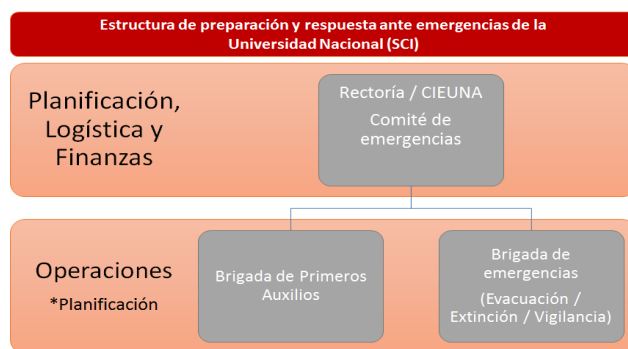 Estructura de preparación y respuesta ante emergencias de la
Universidad Nacional (SCI)
Planificación,
Logística y
Finanzas
Rectoría / CIEUNA
Comité de
emergencias
Operaciones
*Planificación
Brigada de Primeros
Auxilios
Brigada de
emergencias
(Evacuación /
Extinción / Vigilancia)